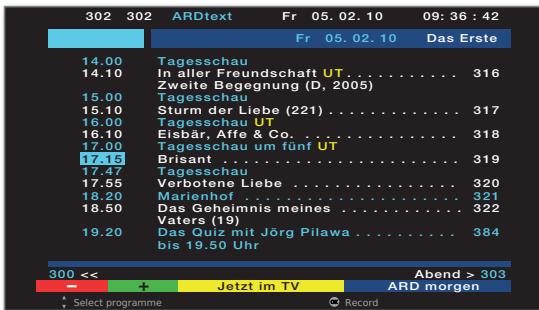 302 302 ARDtext Fr 05. 02. 10 09: 36 : 42
Fr 05. 02. 10 Das Erste
14.00 Tagesschau
14.10 In aller Freundschaft UT . . . . . . . . . . . 316
Zweite Begegnung (D, 2005)
15.00 Tagesschau
15.10 Sturm der Liebe (221) . . . . . . . . . . . . . 317
16.00 Tagesschau UT
16.10 Eisbär, Affe & Co. . . . . . . . . . . . . . . . . 318
17.00 Tagesschau um fünf UT
17.15 Brisant . . . . . . . . . . . . . . . . . . . . . . . . 319
17.47 Tagesschau
17.55 Verbotene Liebe . . . . . . . . . . . . . . . . . 320
18.20 Marienhof . . . . . . . . . . . . . . . . . . . . . . 321
18.50 Das Geheimnis meines . . . . . . . . . . . . 322
Vaters (19)
19.20 Das Quiz mit Jörg Pilawa . . . . . . . . . . 384
bis 19.50 Uhr
300 << Abend > 303
– + Jetzt im TV ARD morgen
Select programme OK Record